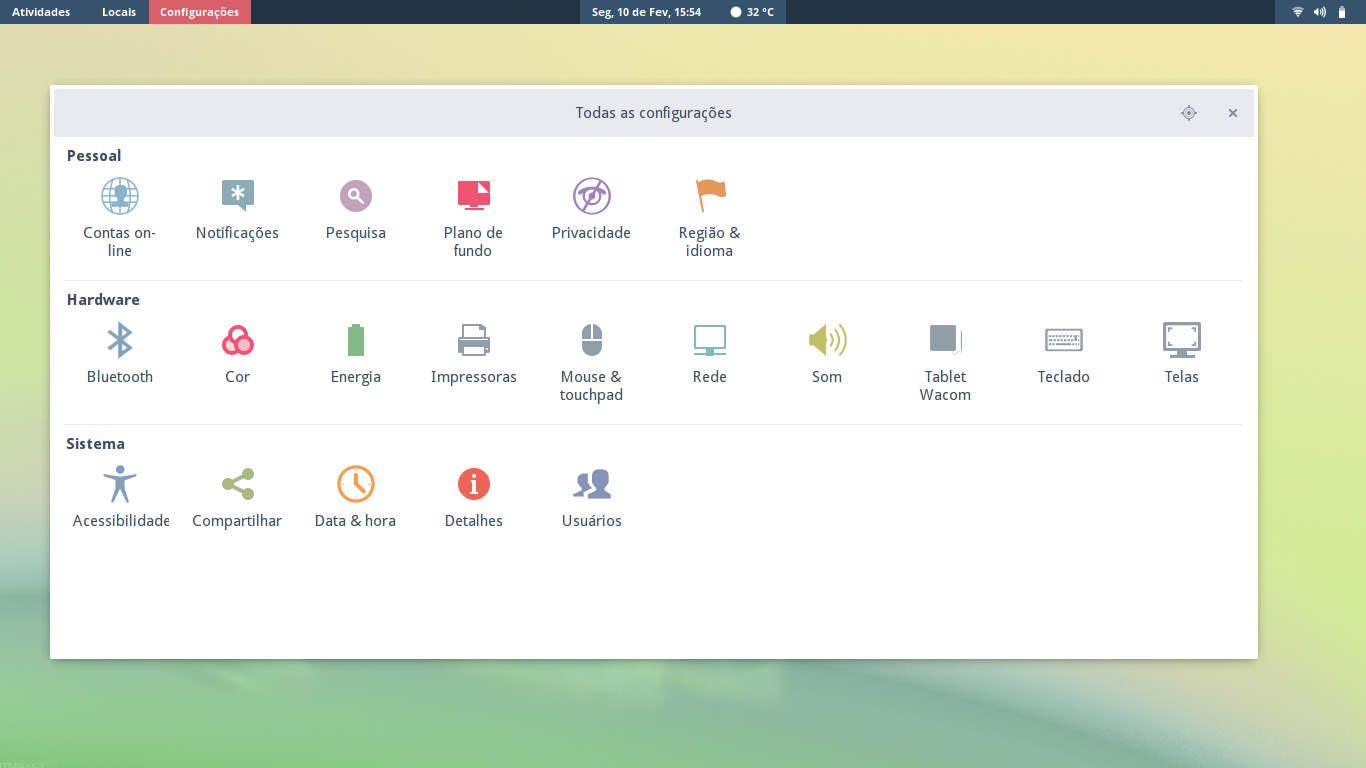 Atividades Locais Configurações Seg, 10 de Fev, 15:54 32 °C
Todas as configurações
Pessoal
Contas on-
line
Notificações
Pesquisa
Plano de
fundo
Privacidade
Região &
idioma
Hardware
Bluetooth
Cor
Energia
Impressoras
Mouse &
touchpad
Rede
Som
Tablet
Wacom
Teclado
Telas
Sistema
Acessibilidade
Compartilhar
Data & hora
Detalhes
Usuários